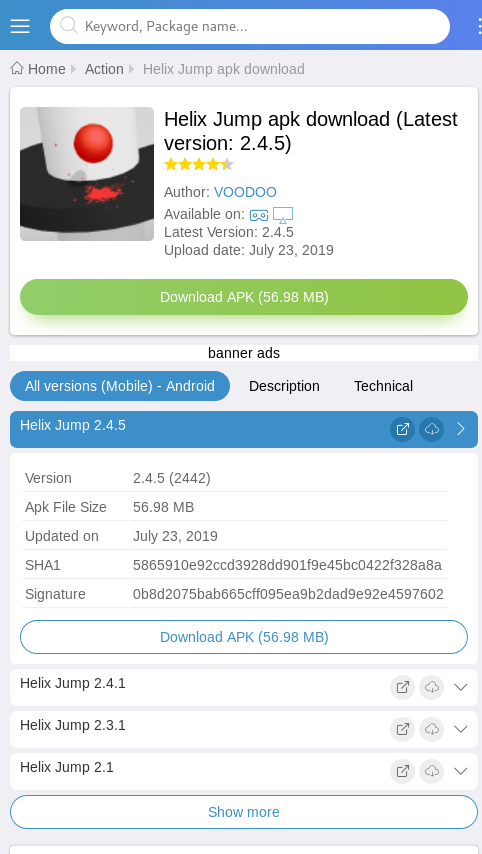 Keyword, Package name...
Home Action Helix Jump apk download
Helix Jump apk download (Latest
version: 2.4.5)
Author: VOODOO
Available on:
Latest Version: 2.4.5
Upload date: July 23, 2019
Download APK (56.98 MB)
banner ads
All versions (Mobile) - Android Description Technical
Helix Jump 2.4.5
Version 2.4.5 (2442)
Apk File Size 56.98 MB
Updated on July 23, 2019
SHA1 5865910e92ccd3928dd901f9e45bc0422f328a8a
Signature 0b8d2075bab665cff095ea9b2dad9e92e4597602
Download APK (56.98 MB)
Helix Jump 2.4.1
Helix Jump 2.3.1
Helix Jump 2.1
Show more